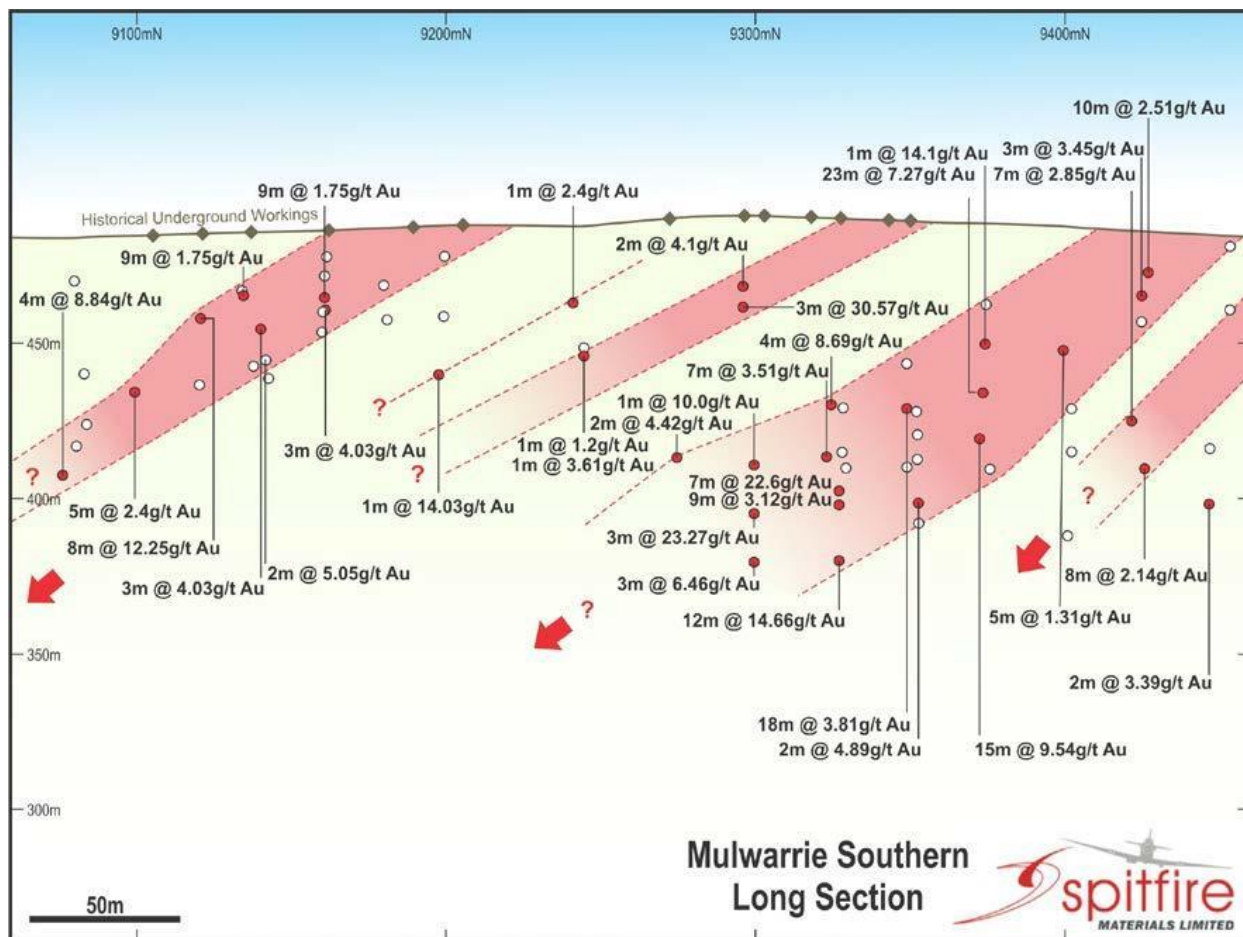 9100mN
9200mN
9300mN
9400mN
10m @ 2.51g/t Au
1m @ 14.1g/t Au
3m @ 3.45g/t Au
23m @ 7.27g/t Au
7m @ 2.85g/t Au
9m @ 1.75g/t Au
1m @ 2.4g/t Au
Historical Underground Workings
2m @ 4.1g/t Au
9m @ 1.75g/t Au
4m @ 8.84g/t Au
3m @ 30.57g/t Au
450m
4m @ 8.69g/t Au
7m @ 3.51g/t Au
1m @ 10.0g/t Au
?
2m @ 4.42g/t Au
1m @ 1.2g/t Au
3m @ 4.03g/t Au
1m @ 3.61g/t Au
?
?
7m @ 22.6g/t Au
400m
9m @ 3.12g/t Au
?
5m @ 2.4g/t Au
1m @ 14.03g/t Au
3m @ 23.27g/t Au
8m @ 12.25g/t Au
2m @ 5.05g/t Au
3m @ 4.03g/t Au
3m @ 6.46g/t Au
8m @ 2.14g/t Au
?
12m @ 14.66g/t Au
5m @ 1.31g/t Au
350m
2m @ 3.39g/t Au
18m @ 3.81g/t Au
2m @ 4.89g/t Au
15m @ 9.54g/t Au
300m
Mulwarrie Southern
Long Section
spitfire
MATERIALS LIMITED
50m